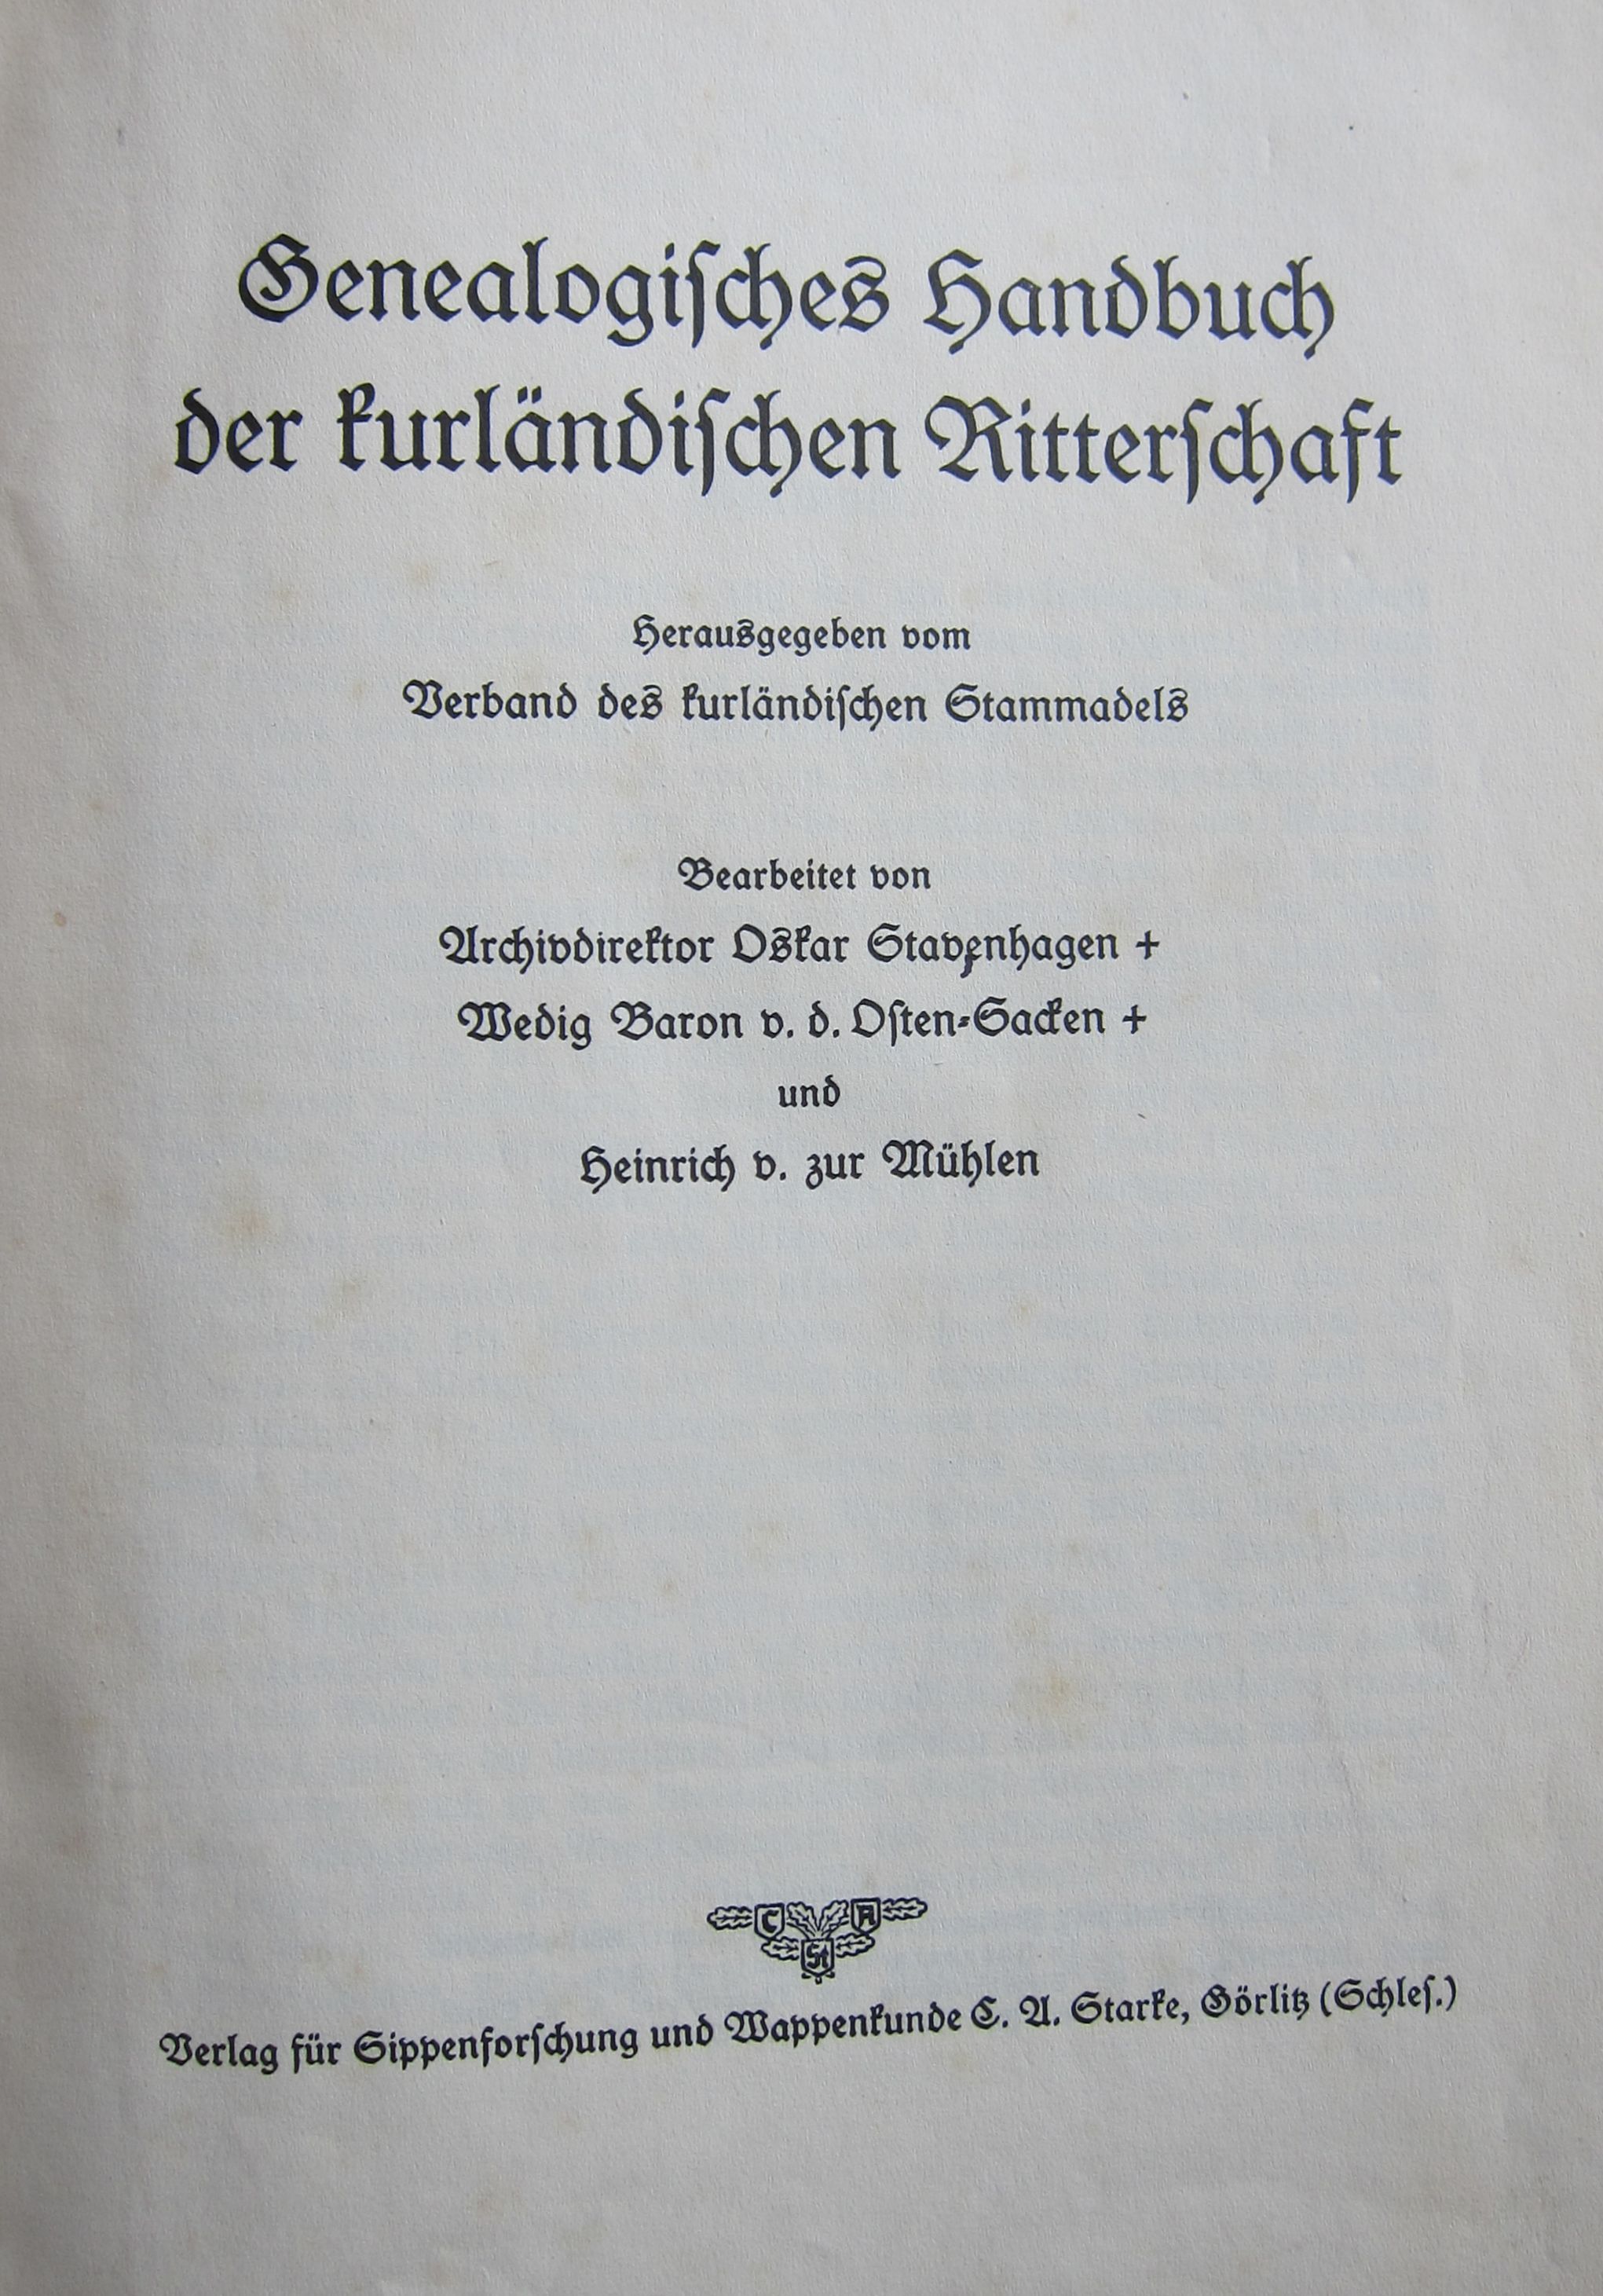 Genealogiſches Handbuch
der kurländiſchen Ritterſchaft
Herausgegeben vom
Verband des kurländiſchen Stammadels
Bearbeitet von
Archivdirektor Oskar Stavenhagen +
Wedig Baron v. d. Oſten-Sacken +
und
Heinrich v. zur Mühlen
C A
St
Verlag für Sippenforſchung und Wappenkunde C. A. Starke, Görlitz (Schleſ.)